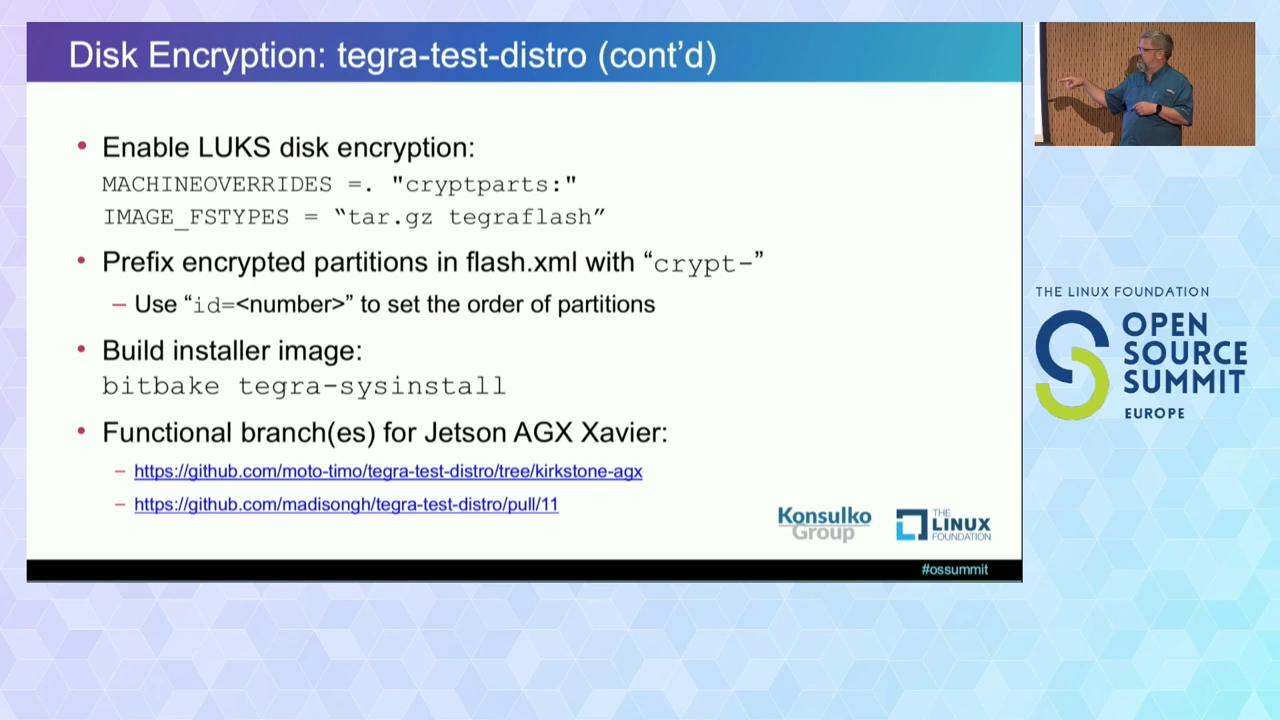 Disk Encryption: tegra-test-distro (cont’d)
• Enable LUKS disk encryption:
MACHINEOVERRIDES =. "cryptparts:"
IMAGE_FSTYPES = “tar.gz tegraflash”
• Prefix encrypted partitions in flash.xml with “crypt-”
– Use “id=<number>” to set the order of partitions
• Build installer image:
bitbake tegra-sysinstall
• Functional branch(es) for Jetson AGX Xavier:
– https://github.com/moto-timo/tegra-test-distro/tree/kirkstone-agx
– https://github.com/madisongh/tegra-test-distro/pull/11
Konsulko
Group
THE
LINUX
FOUNDATION
#ossummit
THE LINUX FOUNDATION
OPEN
SOURCE
SUMMIT
EUROPE